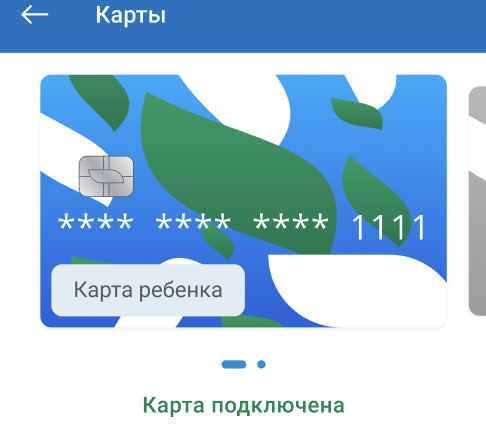 Карты
**** **** **** 1111
Карта ребенка
Карта подключена